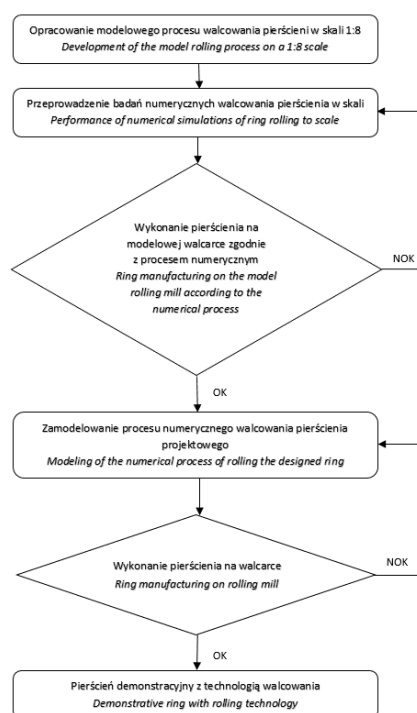 Opracowanie modelowego procesu walcowania pierścieni w skali 1:8
Development of the model rolling process on a 1:8 scale
Przeprowadzenie badań numerycznych walcowania pierścienia w skali
Performance of numerical simulations of ring rolling to scale
Wykonanie pierścienia na
modelowej walcarce zgodnie
z procesem numerycznym
Ring manufacturing on the model
rolling mill according to the
numerical process
NOK
OK
Zamodelowanie procesu numerycznego walcowania pierścienia
projektowego
Modeling of the numerical process of rolling the designed ring
Wykonanie pierścienia na walcarce
Ring manufacturing on rolling mill
NOK
OK
Pierścień demonstracyjny z technologią walcowania
Demonstrative ring with rolling technology